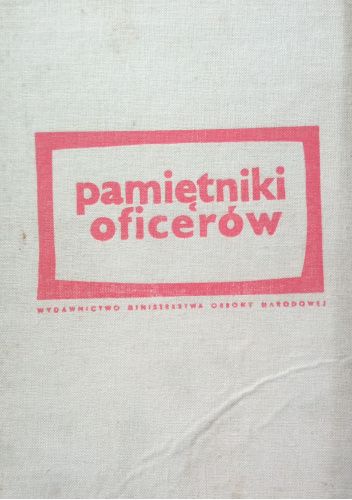 pamiętniki
oficerów
WYDAWNICTWO MINISTERSTWA OBRONY NARODOWEJ